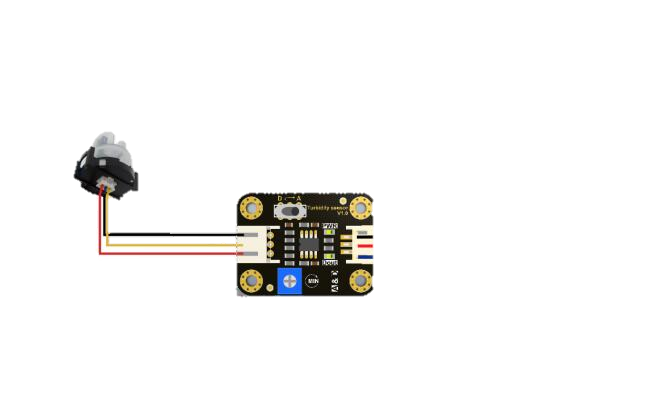 D ←→ A
Turbidity sensor
V1.0
PWR
Dout
MIN
A & D